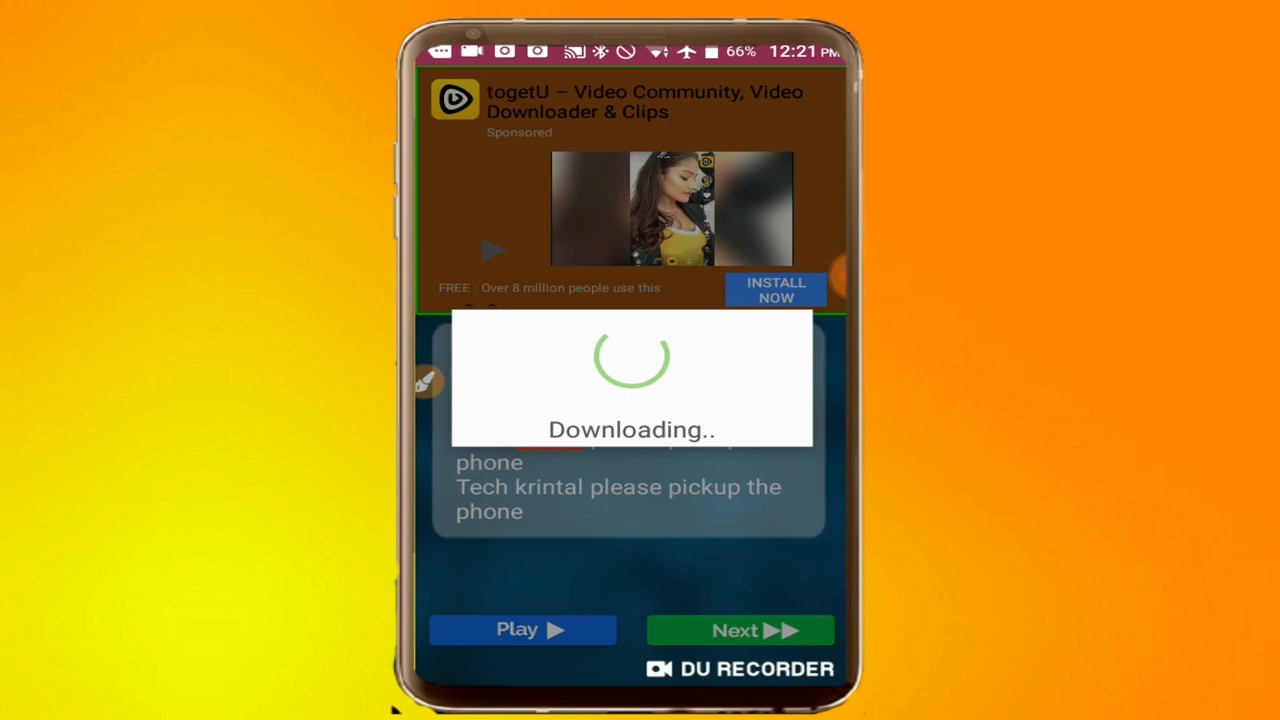 66% 12:21 PM
togetU – Video Community, Video
Downloader & Clips
Sponsored
FREE · Over 8 million people use this
INSTALL
NOW
Downloading..
phone
Tech krintal please pickup the
phone
Play
Next
DU RECORDER